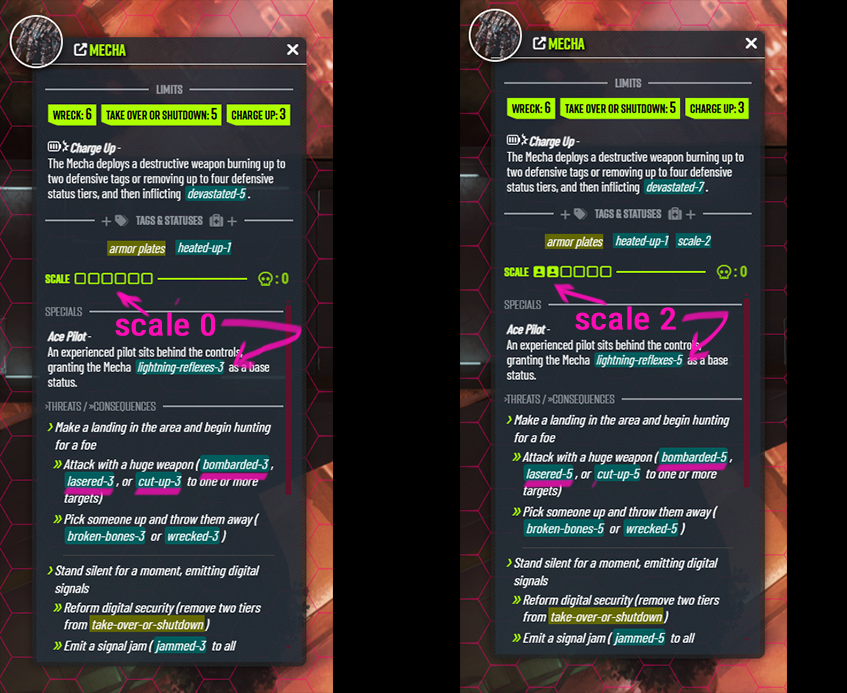 MECHA
LIMITS
WRECK: 6 TAKE OVER OR SHUTDOWN: 5 CHARGE UP: 3
Charge Up -
The Mecha deploys a destructive weapon burning up to
two defensive tags or removing up to four defensive
status tiers, and then inflicting devastated-5 .
TAGS & STATUSES
armor plates heated-up-1
SCALE : 0
scale 0
SPECIALS
Ace Pilot -
An experienced pilot sits behind the controls,
granting the Mecha lightning-reflexes-3 as a base
status.
›THREATS / »CONSEQUENCES
› Make a landing in the area and begin hunting
for a foe
» Attack with a huge weapon ( bombarded-3 ,
lasered-3 , or cut-up-3 to one or more
targets)
» Pick someone up and throw them away (
broken-bones-3 or wrecked-3 )
› Stand silent for a moment, emitting digital
signals
» Reform digital security (remove two tiers
from take-over-or-shutdown )
» Emit a signal jam ( jammed-3 to all
MECHA
LIMITS
WRECK: 6 TAKE OVER OR SHUTDOWN: 5 CHARGE UP: 3
Charge Up -
The Mecha deploys a destructive weapon burning up to
two defensive tags or removing up to four defensive
status tiers, and then inflicting devastated-7 .
TAGS & STATUSES
armor plates heated-up-1 scale-2
SCALE : 0
scale 2
SPECIALS
Ace Pilot -
An experienced pilot sits behind the controls,
granting the Mecha lightning-reflexes-5 as a base
status.
›THREATS / »CONSEQUENCES
› Make a landing in the area and begin hunting
for a foe
» Attack with a huge weapon ( bombarded-5 ,
lasered-5 , or cut-up-5 to one or more
targets)
» Pick someone up and throw them away (
broken-bones-5 or wrecked-5 )
› Stand silent for a moment, emitting digital
signals
» Reform digital security (remove two tiers
from take-over-or-shutdown )
» Emit a signal jam ( jammed-5 to all